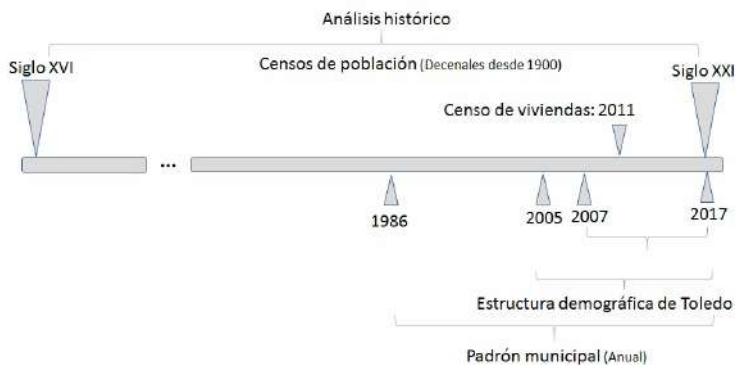 Análisis histórico
Siglo XVI
Censos de población (Decenales desde 1900)
Siglo XXI
Censo de viviendas: 2011
...
1986
2005
2007
2017
Estructura demográfica de Toledo
Padrón municipal (Anual)